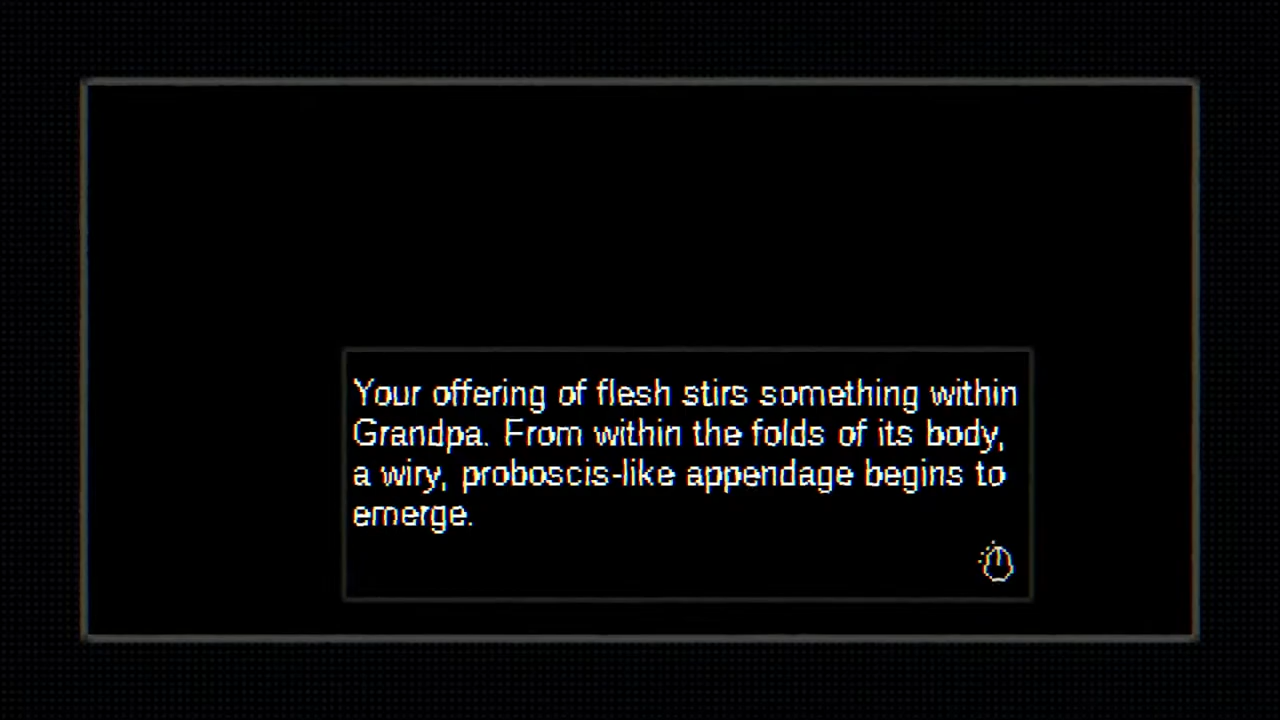 Your offering of flesh stirs something within
Grandpa. From within the folds of its body,
a wiry, proboscis-like appendage begins to
emerge.